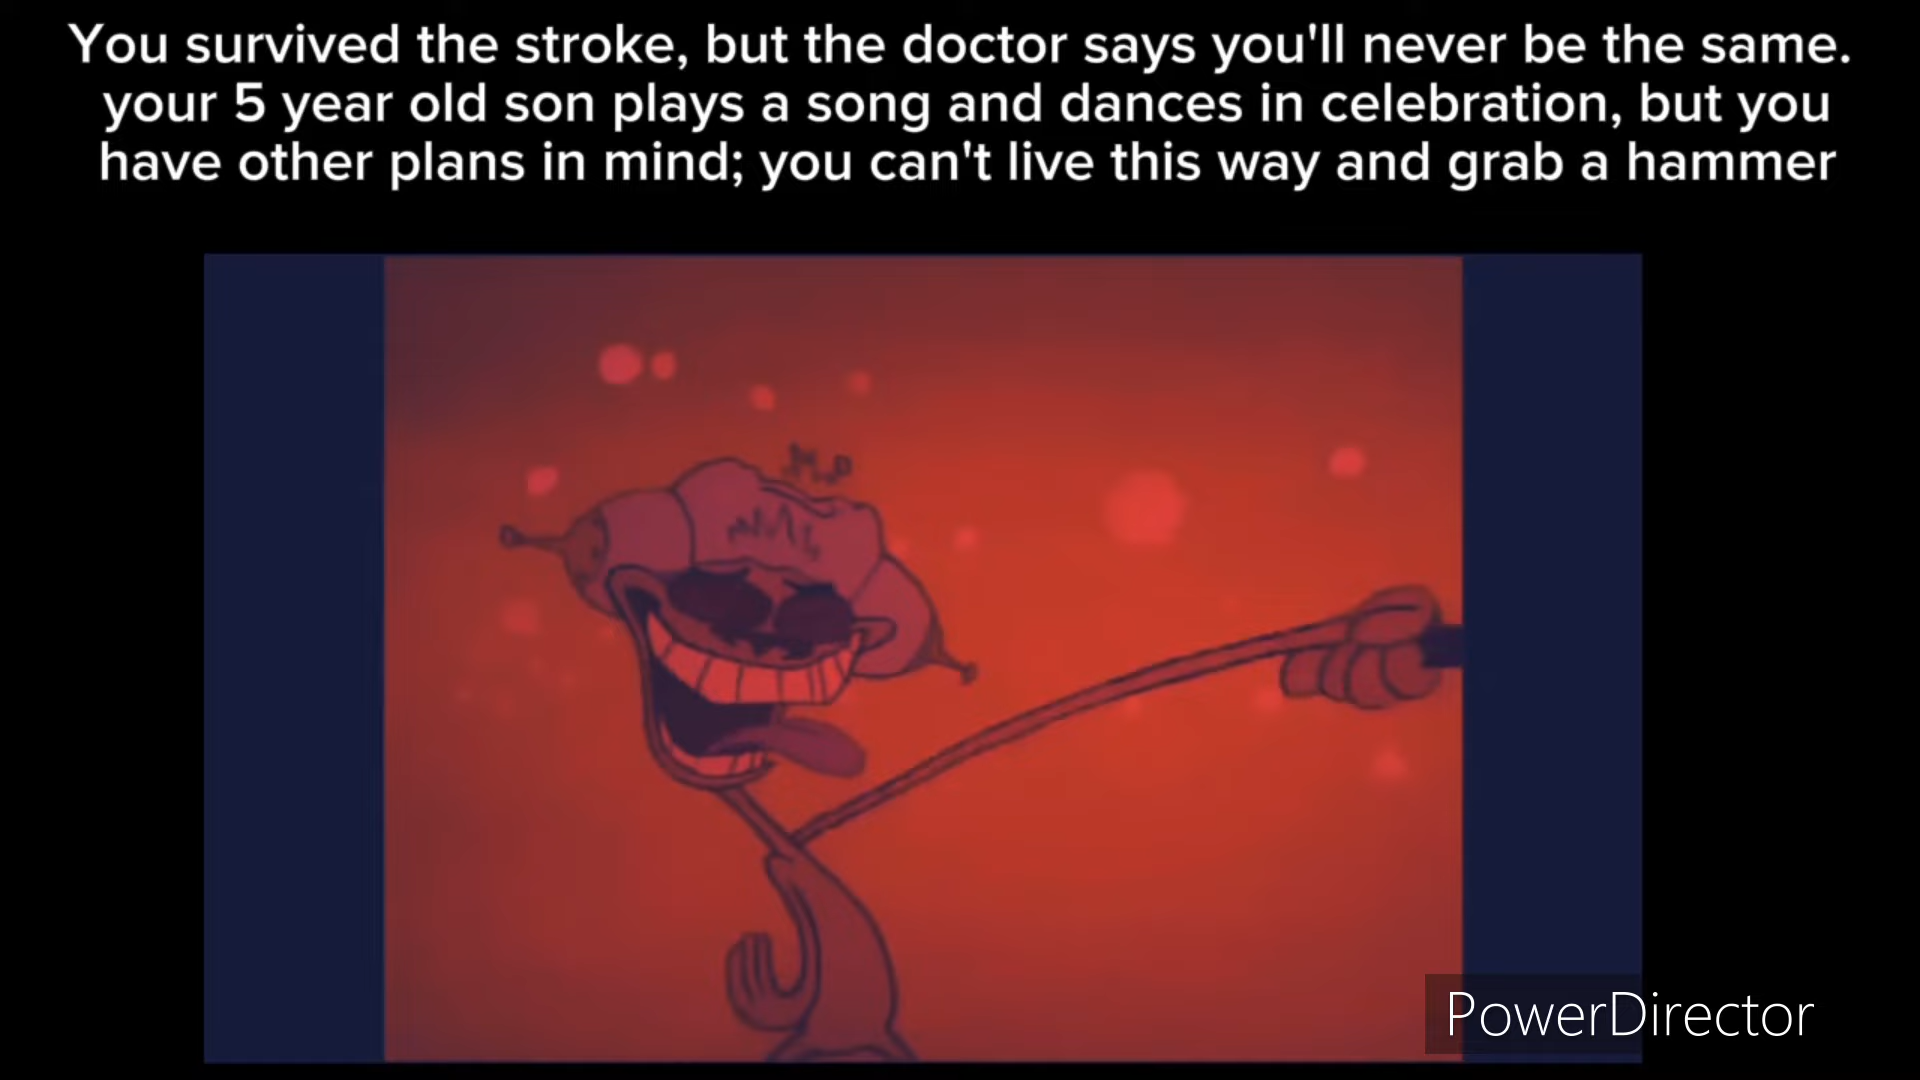 You survived the stroke, but the doctor says you'll never be the same.
your 5 year old son plays a song and dances in celebration, but you
have other plans in mind; you can't live this way and grab a hammer
PowerDirector